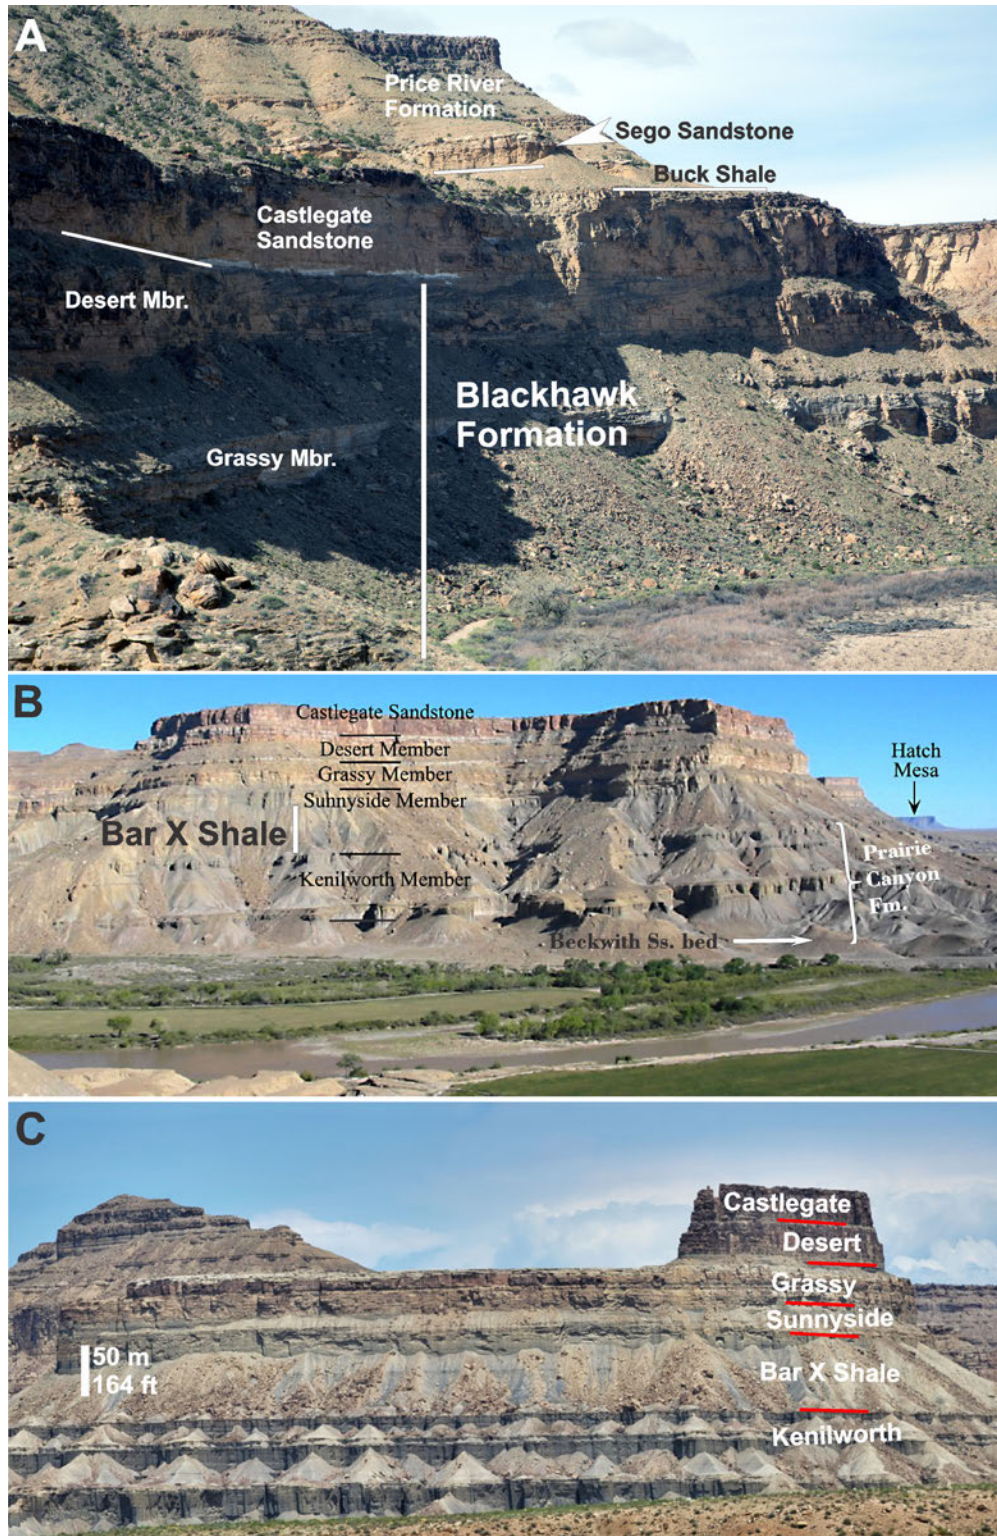 A
Price River
Formation
Sego Sandstone
Buck Shale
Castlegate
Sandstone
Desert Mbr.
Blackhawk
Formation
Grassy Mbr.
B
Castlegate Sandstone
Desert Member
Grassy Member
Suhnyside Member
Bar X Shale
Kenilworth Member
Hatch
Mesa
Prairie
Canyon
Fm.
Beckwith Ss. bed
C
Castlegate
Desert
Grassy
Sunnyside
50 m
164 ft
Bar X Shale
Kenilworth